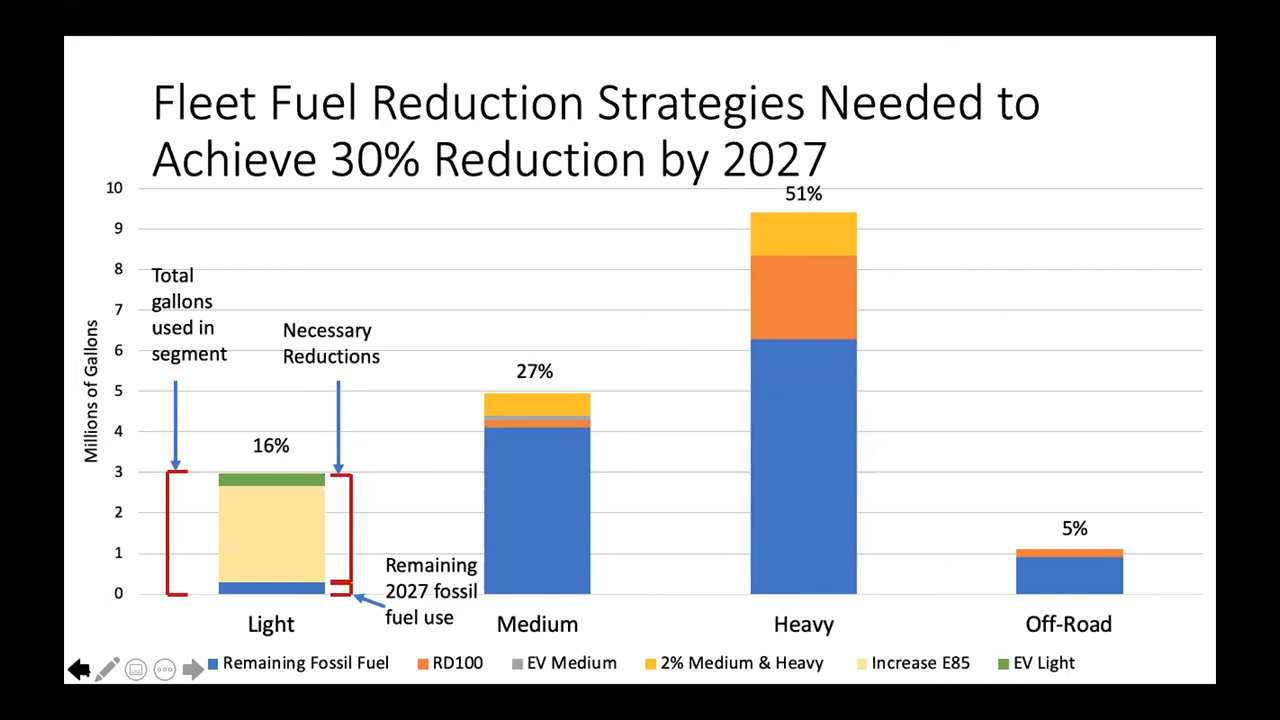 Fleet Fuel Reduction Strategies Needed to
Achieve 30% Reduction by 2027
Millions of Gallons
10
9
8
7
6
5
4
3
2
1
0
Total
gallons
used in
segment
Necessary
Reductions
Remaining
2027 fossil
fuel use
16%
27%
51%
5%
Light
Medium
Heavy
Off-Road
Remaining Fossil Fuel
RD100
EV Medium
2% Medium & Heavy
Increase E85
EV Light